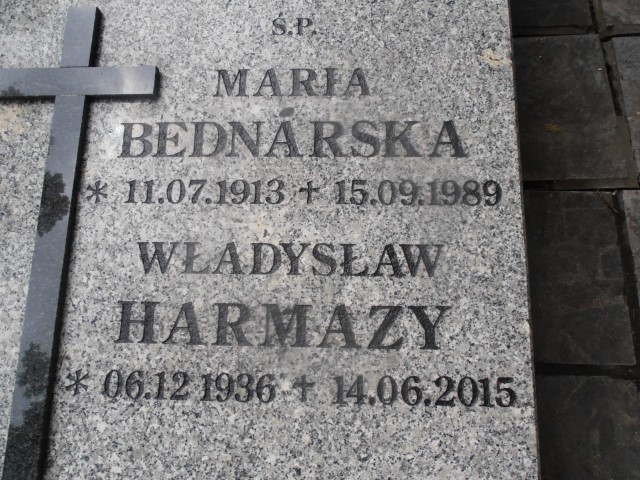 Ś.P.
MARIA
BEDNARSKA
* 11.07.1913 + 15.09.1989
WŁADYSŁAW
HARMAZY
* 06.12 1936 + 14.06.2015